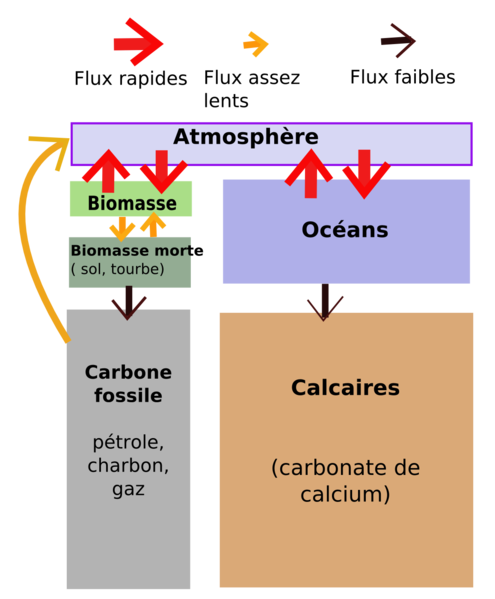 Flux rapides
Flux assez
lents
Flux faibles
Atmosphère
Biomasse
Biomasse morte
( sol, tourbe)
Océans
Carbone
fossile
pétrole,
charbon,
gaz
Calcaires
(carbonate de
calcium)